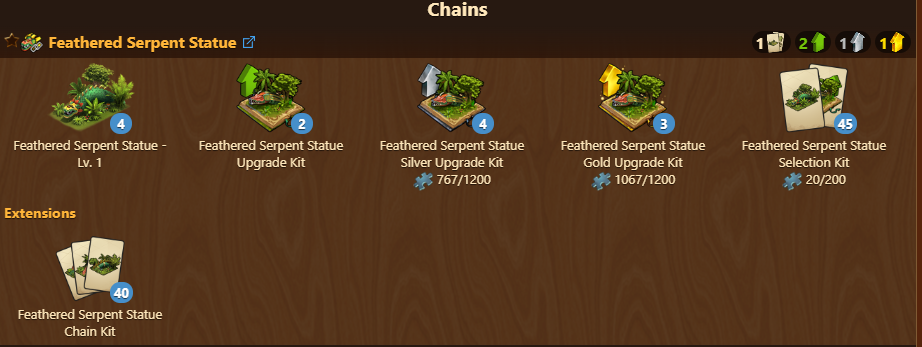 Chains
Feathered Serpent Statue
1 2 1 1
4
2
4
3
45
Feathered Serpent Statue -
Lv. 1
Feathered Serpent Statue
Upgrade Kit
Feathered Serpent Statue
Silver Upgrade Kit
767/1200
Feathered Serpent Statue
Gold Upgrade Kit
1067/1200
Feathered Serpent Statue
Selection Kit
20/200
Extensions
40
Feathered Serpent Statue
Chain Kit